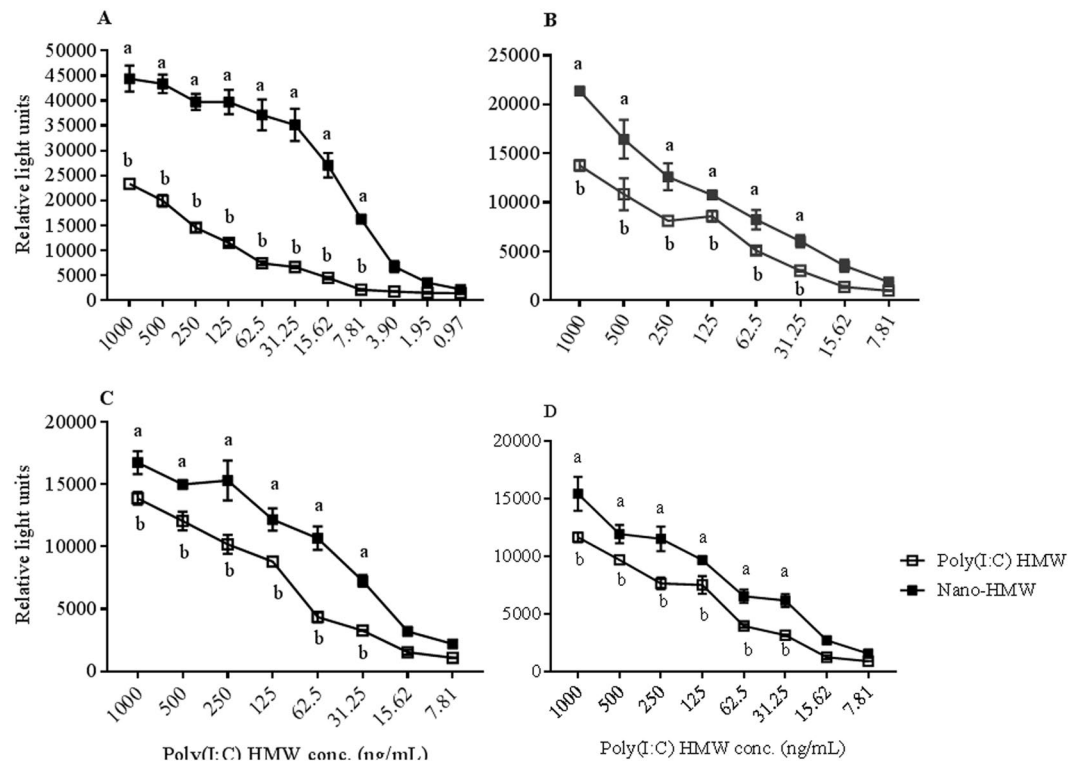 A
50000
45000
40000
35000
30000
25000
20000
15000
10000
5000
0
Relative light units
a a a a a a a a
b b b b b b b b
1000 500 250 125 62.5 31.25 15.62 7.81 3.90 1.95 0.97
B
25000
20000
15000
10000
5000
0
a a a a a a
b b b b b b
1000 500 250 125 62.5 31.25 15.62 7.81
C
20000
15000
10000
5000
0
Relative light units
a a a a a a
b b b b b b
1000 500 250 125 62.5 31.25 15.62 7.81
Poly(I:C) HMW conc. (ng/mL)
D
20000
15000
10000
5000
0
a a a a a a
b b b b b b
1000 500 250 125 62.5 31.25 15.62 7.81
Poly(I:C) HMW conc. (ng/mL)
Poly(I:C) HMW
Nano-HMW